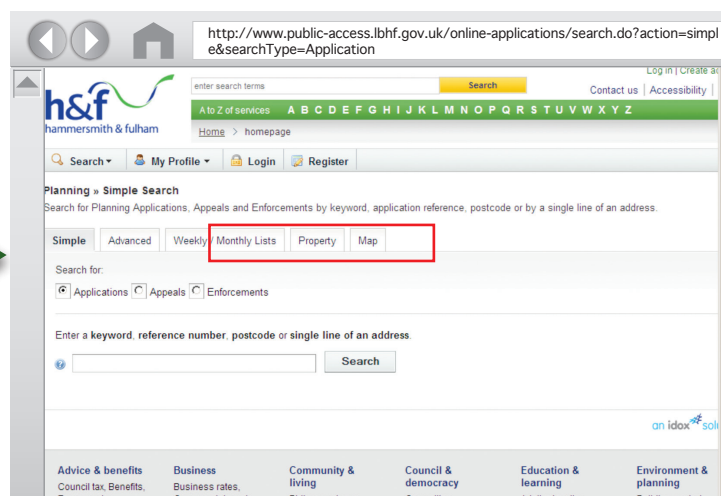 http://www.public-access.lbhf.gov.uk/online-applications/search.do?action=simpl
e&searchType=Application
Log in | Create ac
enter search terms Search Contact us | Accessibility |
h&f
hammersmith & fulham
A to Z of services A B C D E F G H I J K L M N O P Q R S T U V W X Y Z
Home > homepage
Search My Profile Login Register
Planning » Simple Search
Search for Planning Applications, Appeals and Enforcements by keyword, application reference, postcode or by a single line of an address.
Simple Advanced Weekly / Monthly Lists Property Map
Search for:
Applications Appeals Enforcements
Enter a keyword, reference number, postcode or single line of an address.
Search
an idox solu
Advice & benefits Business Community & living Council & democracy Education & learning Environment & planning
Council tax, Benefits, Business rates,